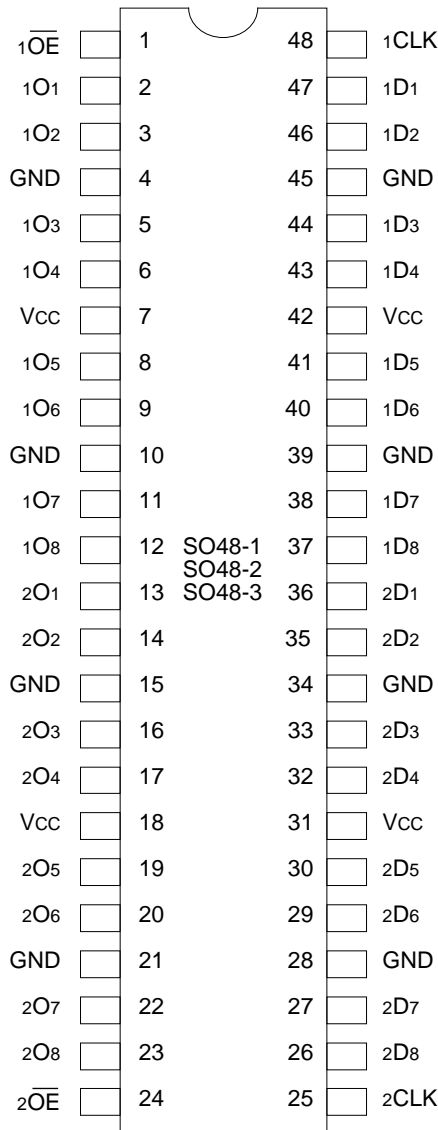 1OE 1 48 1CLK
1O1 2 47 1D1
1O2 3 46 1D2
GND 4 45 GND
1O3 5 44 1D3
1O4 6 43 1D4
VCC 7 42 VCC
1O5 8 41 1D5
1O6 9 40 1D6
GND 10 39 GND
1O7 11 38 1D7
1O8 12 SO48-1 37 1D8
SO48-2
2O1 13 SO48-3 36 2D1
2O2 14 35 2D2
GND 15 34 GND
2O3 16 33 2D3
2O4 17 32 2D4
VCC 18 31 VCC
2O5 19 30 2D5
2O6 20 29 2D6
GND 21 28 GND
2O7 22 27 2D7
2O8 23 26 2D8
2OE 24 25 2CLK